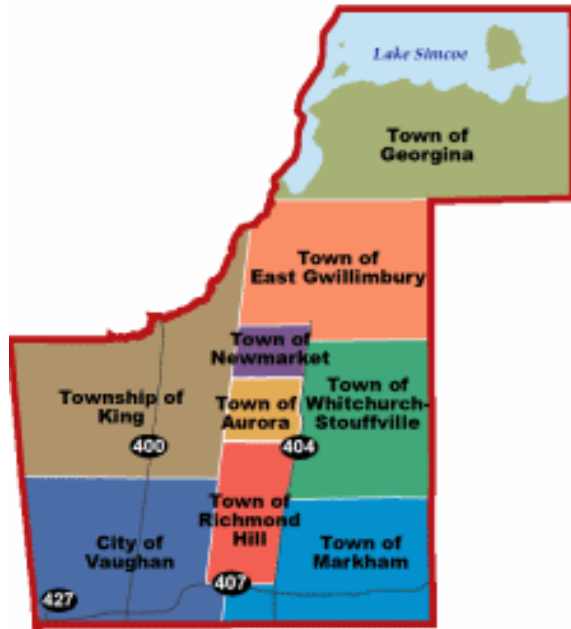 Lake Simcoe
Town of
Georgina
Town of
East Gwillimbury
Town of
Newmarket
Township of
King
Town of
Aurora
Town of
Whitchurch-
Stouffville
400
404
Town of
Richmond
Hill
City of
Vaughan
Town of
Markham
407
427